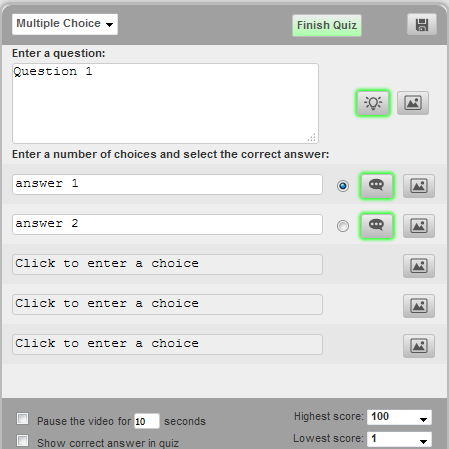 Multiple Choice Finish Quiz
Enter a question:
Question 1
Enter a number of choices and select the correct answer:
answer 1
answer 2
Click to enter a choice
Click to enter a choice
Click to enter a choice
Pause the video for 10 seconds Highest score: 100
Show correct answer in quiz Lowest score: 1